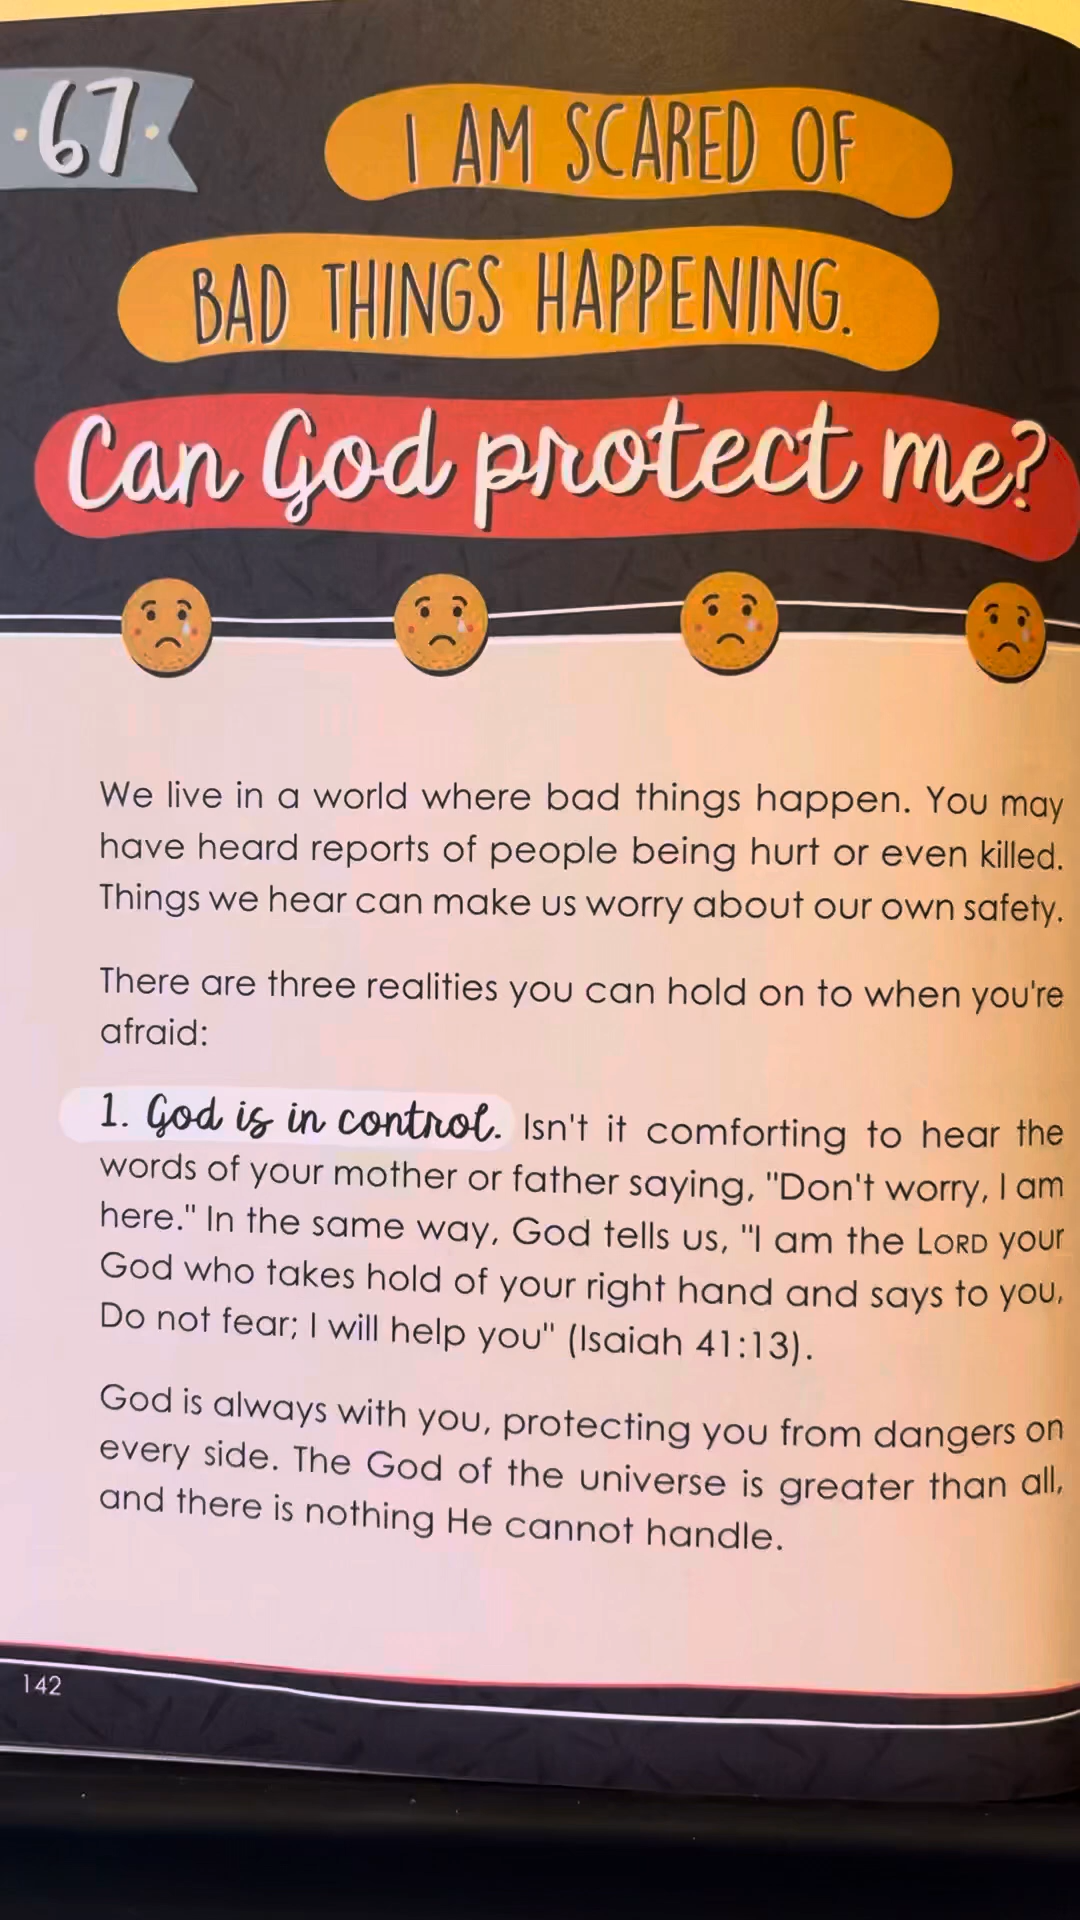 67
I AM SCARED OF
BAD THINGS HAPPENING.
Can God protect me?
We live in a world where bad things happen. You may
have heard reports of people being hurt or even killed.
Things we hear can make us worry about our own safety.
There are three realities you can hold on to when you're
afraid:
1. God is in control. Isn't it comforting to hear the
words of your mother or father saying, "Don't worry, I am
here." In the same way, God tells us, "I am the LORD your
God who takes hold of your right hand and says to you,
Do not fear; I will help you" (Isaiah 41:13).
God is always with you, protecting you from dangers on
every side. The God of the universe is greater than all,
and there is nothing He cannot handle.
142